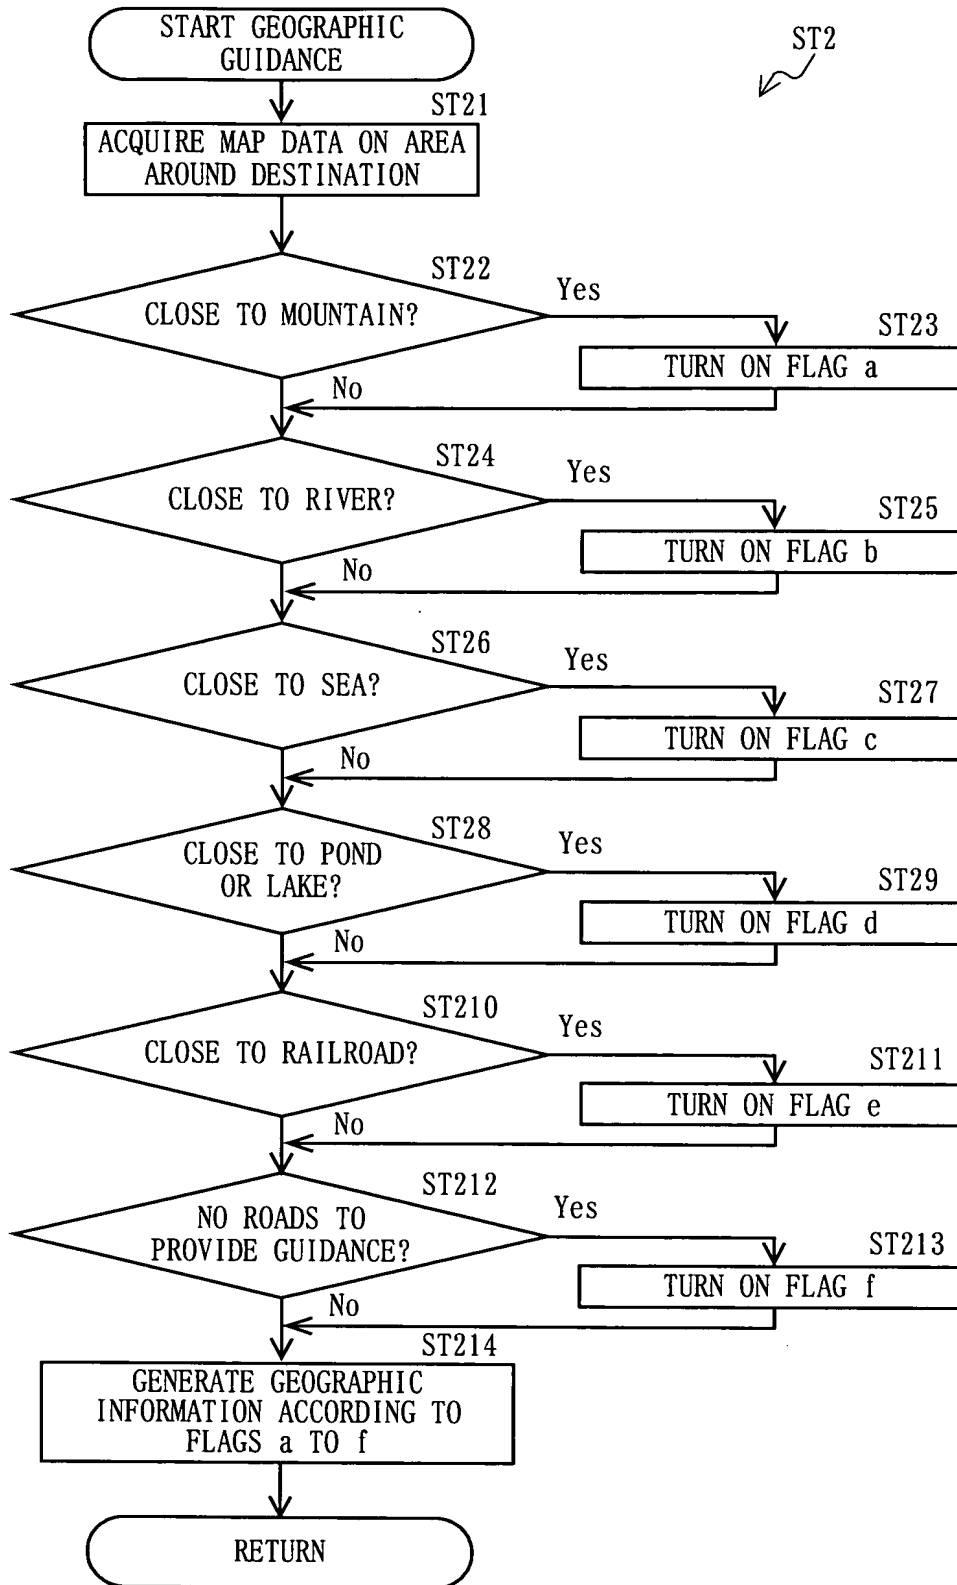 START GEOGRAPHIC
GUIDANCE
ST2
ST21
ACQUIRE MAP DATA ON AREA
AROUND DESTINATION
ST22
CLOSE TO MOUNTAIN?
Yes
ST23
TURN ON FLAG a
No
ST24
CLOSE TO RIVER?
Yes
ST25
TURN ON FLAG b
No
ST26
CLOSE TO SEA?
Yes
ST27
TURN ON FLAG c
No
ST28
CLOSE TO POND
OR LAKE?
Yes
ST29
TURN ON FLAG d
No
ST210
CLOSE TO RAILROAD?
Yes
ST211
TURN ON FLAG e
No
ST212
NO ROADS TO
PROVIDE GUIDANCE?
Yes
ST213
TURN ON FLAG f
No
ST214
GENERATE GEOGRAPHIC
INFORMATION ACCORDING TO
FLAGS a TO f
RETURN